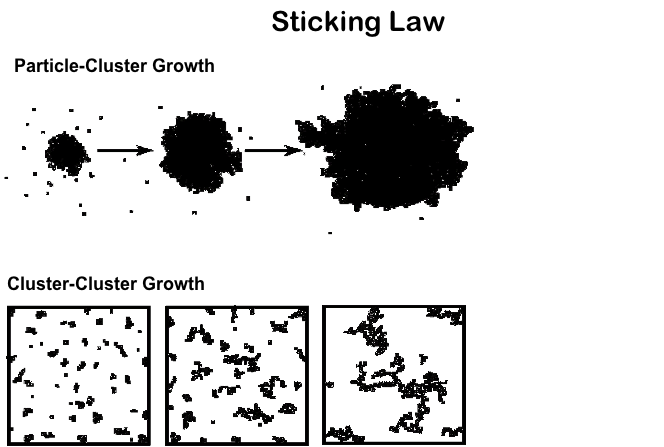 Sticking Law
Particle-Cluster Growth
Cluster-Cluster Growth